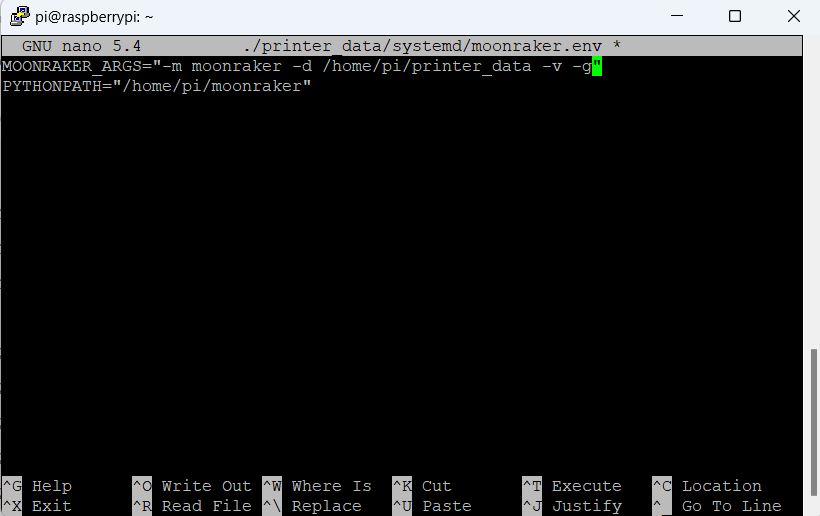 pi@raspberrypi: ~
GNU nano 5.4 ./printer_data/systemd/moonraker.env *
MOONRAKER_ARGS="-m moonraker -d /home/pi/printer_data -v -g"
PYTHONPATH="/home/pi/moonraker"
^G Help ^O Write Out ^W Where Is ^K Cut ^T Execute ^C Location
^X Exit ^R Read File ^\ Replace ^U Paste ^J Justify ^_ Go To Line